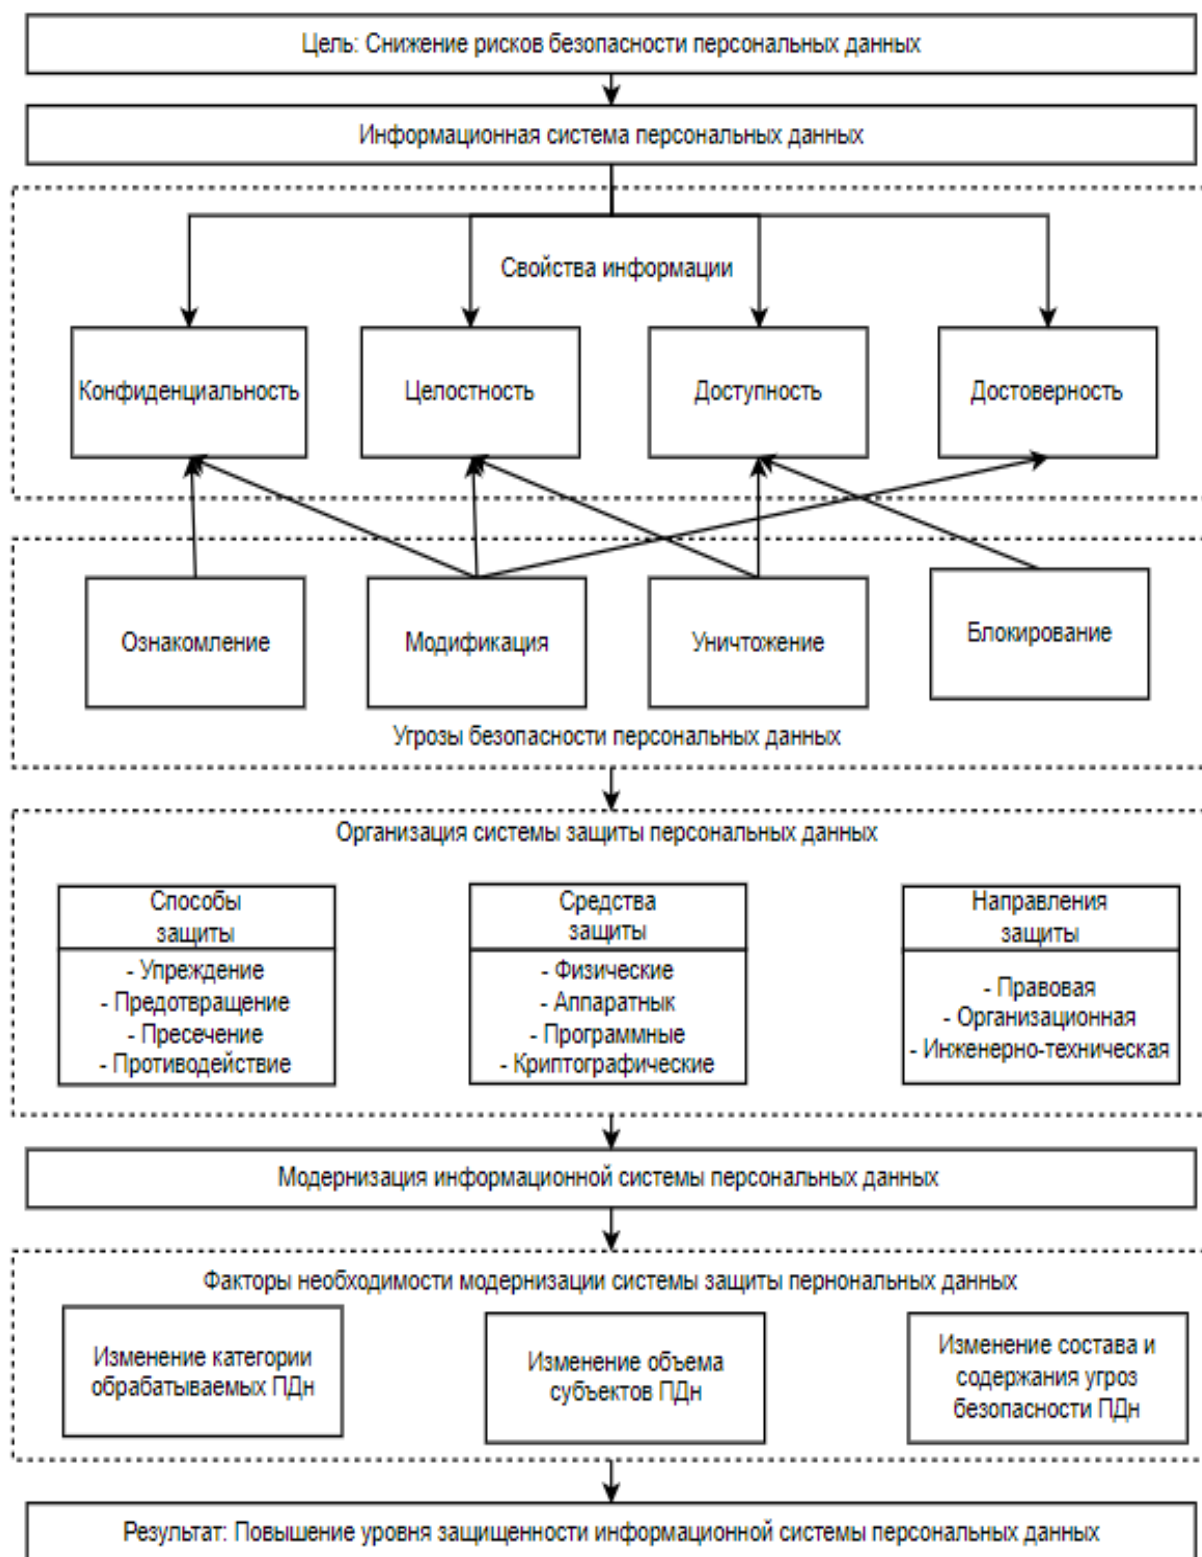 Цель: Снижение рисков безопасности персональных данных
Информационная система персональных данных
Свойства информации
Конфиденциальность
Целостность
Доступность
Достоверность
Ознакомление
Модификация
Уничтожение
Блокирование
Угрозы безопасности персональных данных
Организация системы защиты персональных данных
Способы
защиты
- Упреждение
- Предотвращение
- Пресечение
- Противодействие
Средства
защиты
- Физические
- Аппаратнык
- Программные
- Криптографические
Направления
защиты
- Правовая
- Организационная
- Инженерно-техническая
Модернизация информационной системы персональных данных
Факторы необходимости модернизации системы защиты пернональных данных
Изменение категории
обрабатываемых ПДн
Изменение объема
субъектов ПДн
Изменение состава и
содержания угроз
безопасности ПДн
Результат: Повышение уровня защищенности информационной системы персональных данных